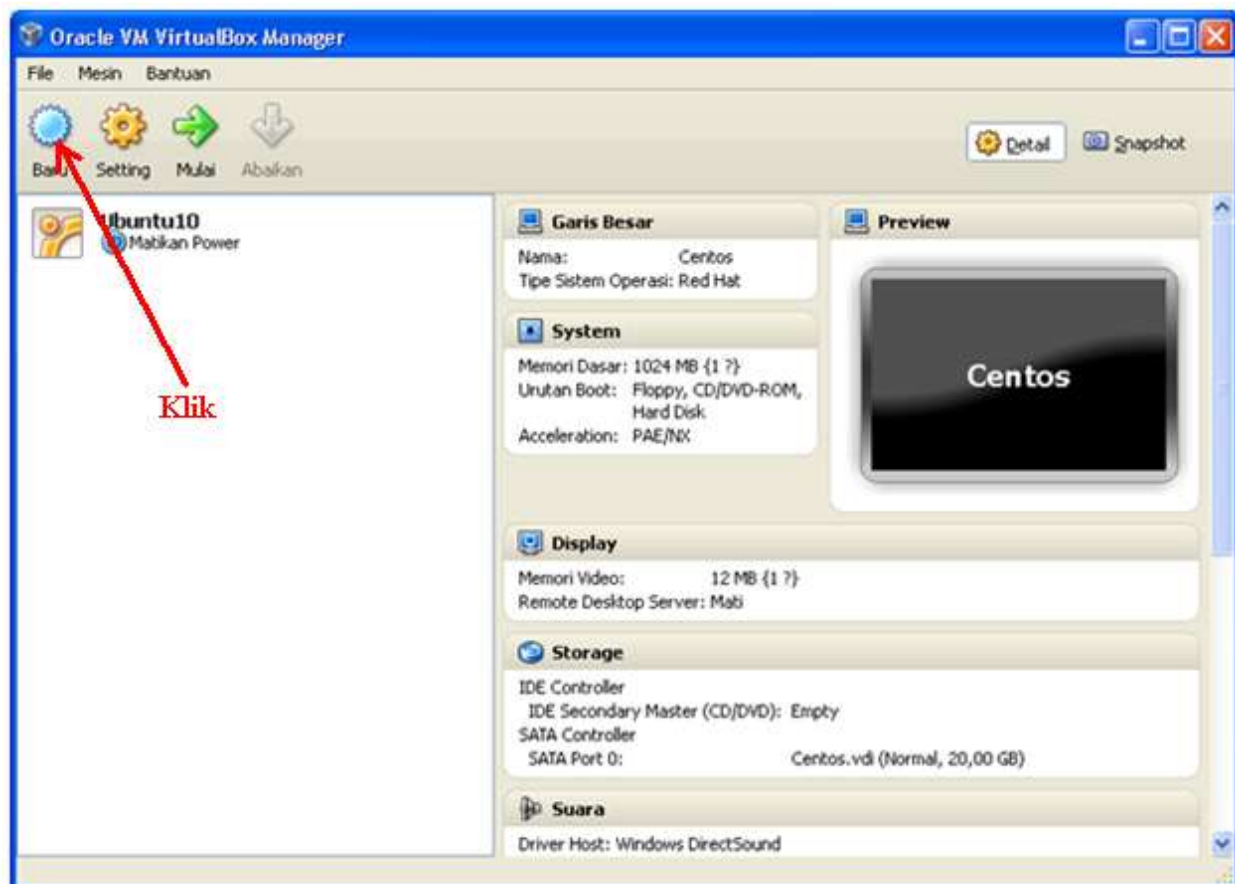 Oracle VM VirtualBox Manager
File Mesin Bantuan
Baru Setting Mulai Abaikan
Detail Snapshot
Ubuntu10
Matikan Power
Klik
Garis Besar
Nama: Centos
Tipe Sistem Operasi: Red Hat
Preview
Centos
System
Memori Dasar: 1024 MB {1 ?}
Urutan Boot: Floppy, CD/DVD-ROM,
Hard Disk
Acceleration: PAE/NX
Display
Memori Video: 12 MB {1 ?}
Remote Desktop Server: Mati
Storage
IDE Controller
IDE Secondary Master (CD/DVD): Empty
SATA Controller
SATA Port 0: Centos.vdi (Normal, 20,00 GB)
Suara
Driver Host: Windows DirectSound